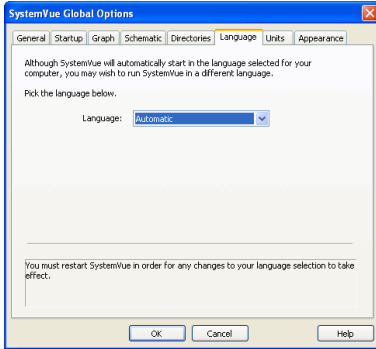 SystemVue Global Options
General Startup Graph Schematic Directories Language Units Appearance
Although SystemVue will automatically start in the language selected for your
computer, you may wish to run SystemVue in a different language.
Pick the language below.
Language: Automatic
You must restart SystemVue in order for any changes to your language selection to take
effect.
OK Cancel Help